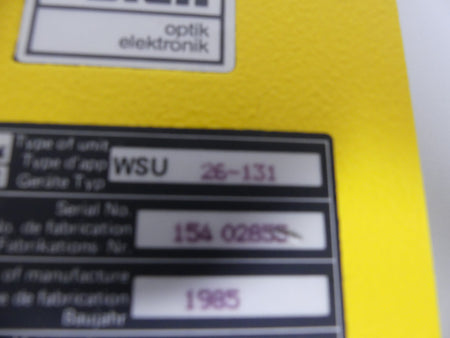 optik
elektronik
Type of unit
Type d'app
Geräte Typ
WSU 26-131
Serial No.
No. de fabrication
Fabrikations Nr.
154 02855
of manufacture
de fabrication
Baujahr
1985